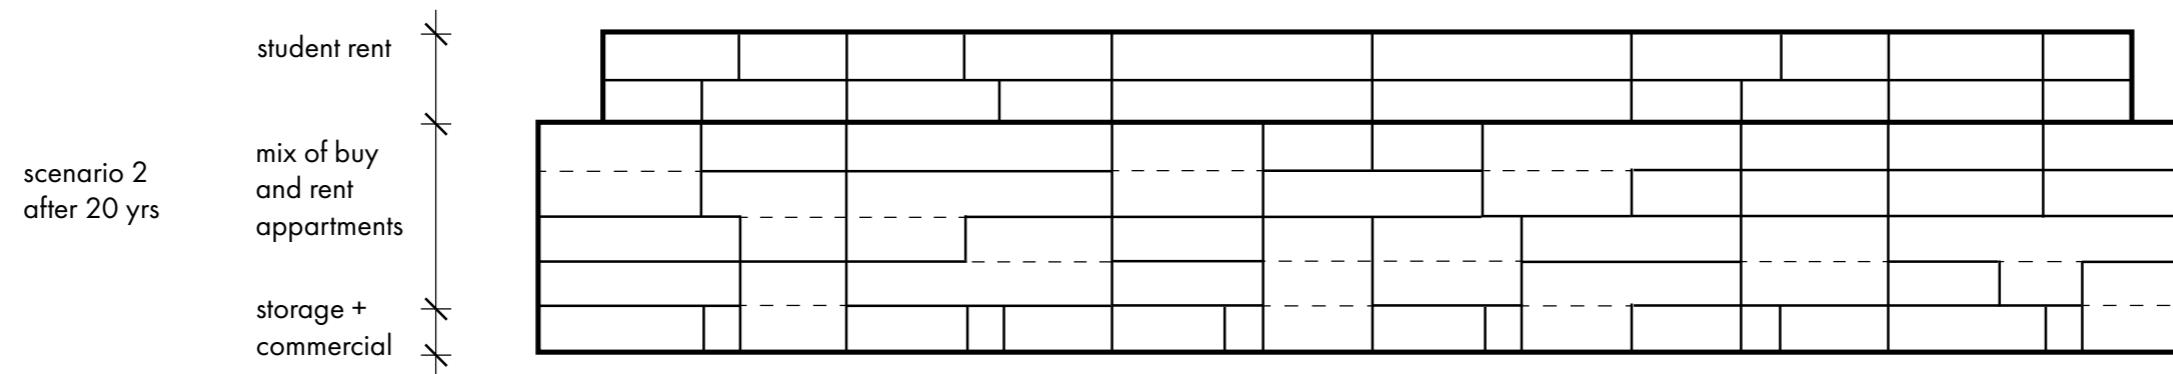 student rent
scenario 2
after 20 yrs
mix of buy
and rent
appartments
storage +
commercial